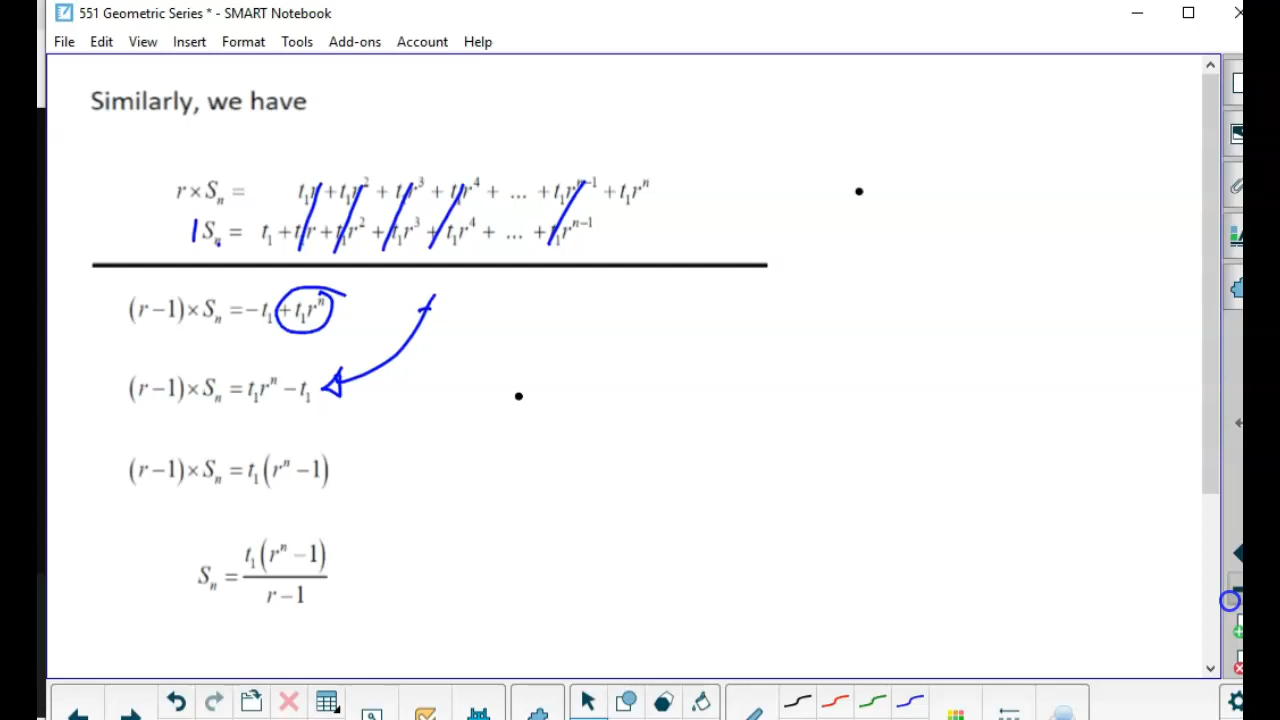 551 Geometric Series * - SMART Notebook
File Edit View Insert Format Tools Add-ons Account Help
Similarly, we have
r × Sₙ = t₁r + t₁r² + t₁r³ + t₁r⁴ + ... + t₁rⁿ⁻¹ + t₁rⁿ
1 Sₙ = t₁ + t₁r + t₁r² + t₁r³ + t₁r⁴ + ... + t₁rⁿ⁻¹
(r − 1) × Sₙ = −t₁ + t₁rⁿ
(r − 1) × Sₙ = t₁rⁿ − t₁
(r − 1) × Sₙ = t₁(rⁿ − 1)
Sₙ = t₁(rⁿ − 1)
r − 1